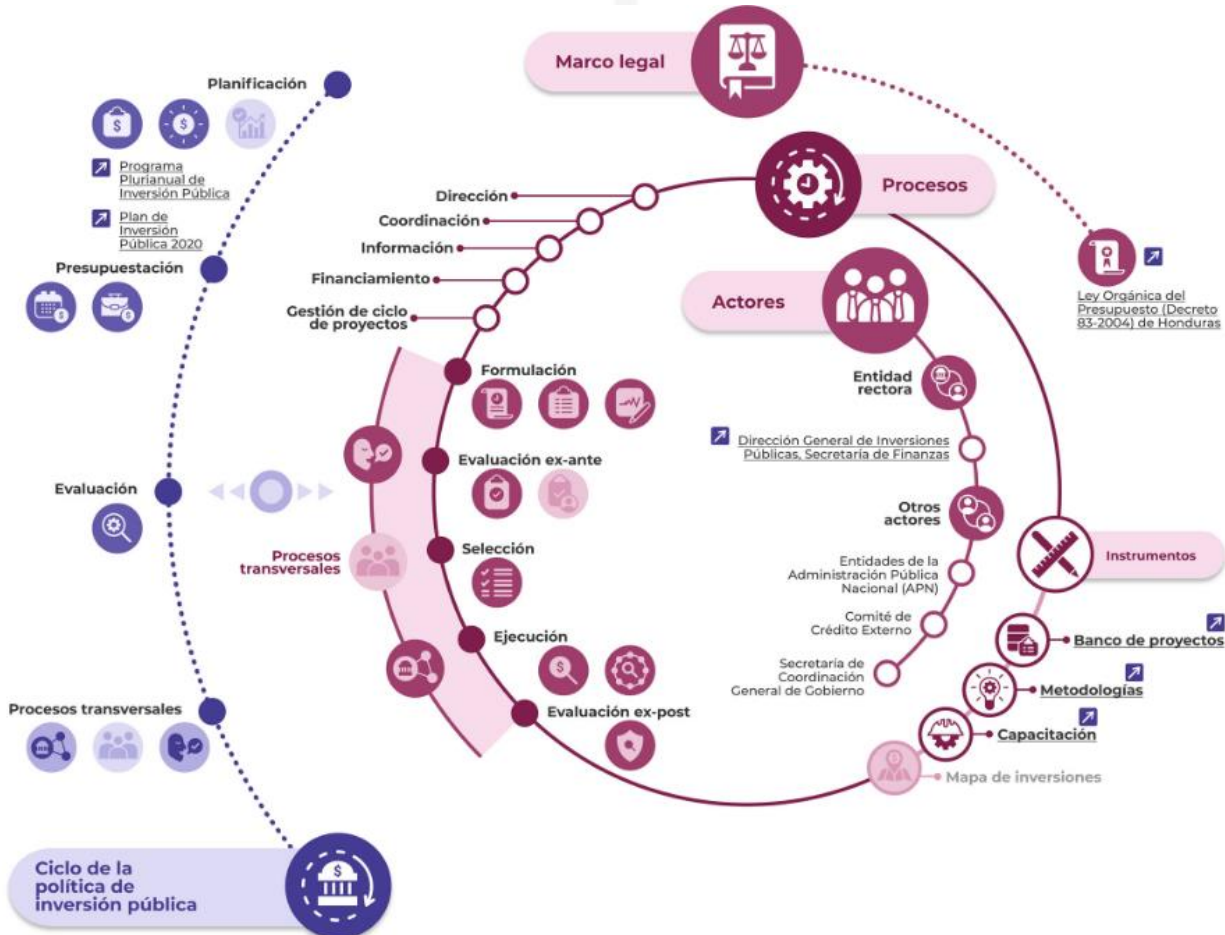 Marco legal
Planificación
Programa
Plurianual de
Inversión Pública
Plan de
Inversión
Pública 2020
Presupuestación
Evaluación
Procesos transversales
Ciclo de la
política de
inversión pública
Procesos
Dirección
Coordinación
Información
Financiamiento
Gestión de ciclo
de proyectos
Formulación
Evaluación ex-ante
Selección
Ejecución
Evaluación ex-post
Procesos
transversales
Actores
Entidad
rectora
Dirección General de Inversiones
Públicas, Secretaría de Finanzas
Otros
actores
Entidades de la
Administración Pública
Nacional (APN)
Comité de
Crédito Externo
Secretaría de
Coordinación
General de Gobierno
Ley Orgánica del
Presupuesto (Decreto
83-2004) de Honduras
Instrumentos
Banco de proyectos
Metodologías
Capacitación
Mapa de inversiones